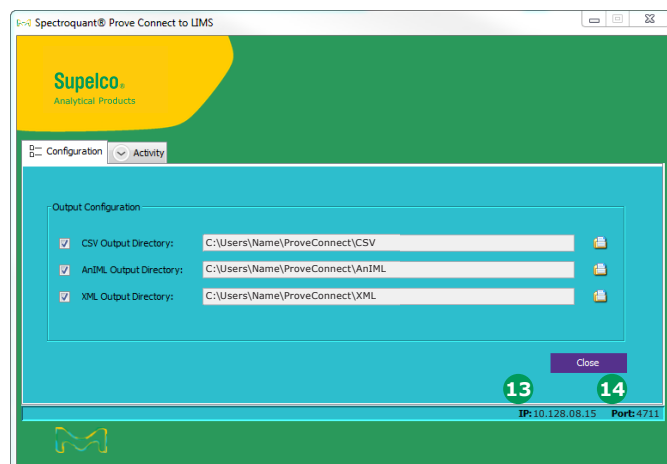 Spectroquant® Prove Connect to LIMS
Supelco®
Analytical Products
Configuration
Activity
Output Configuration
CSV Output Directory: C:\Users\Name\ProveConnect\CSV
AnIML Output Directory: C:\Users\Name\ProveConnect\AnIML
XML Output Directory: C:\Users\Name\ProveConnect\XML
Close
13 14
IP:10.128.08.15 Port:4711